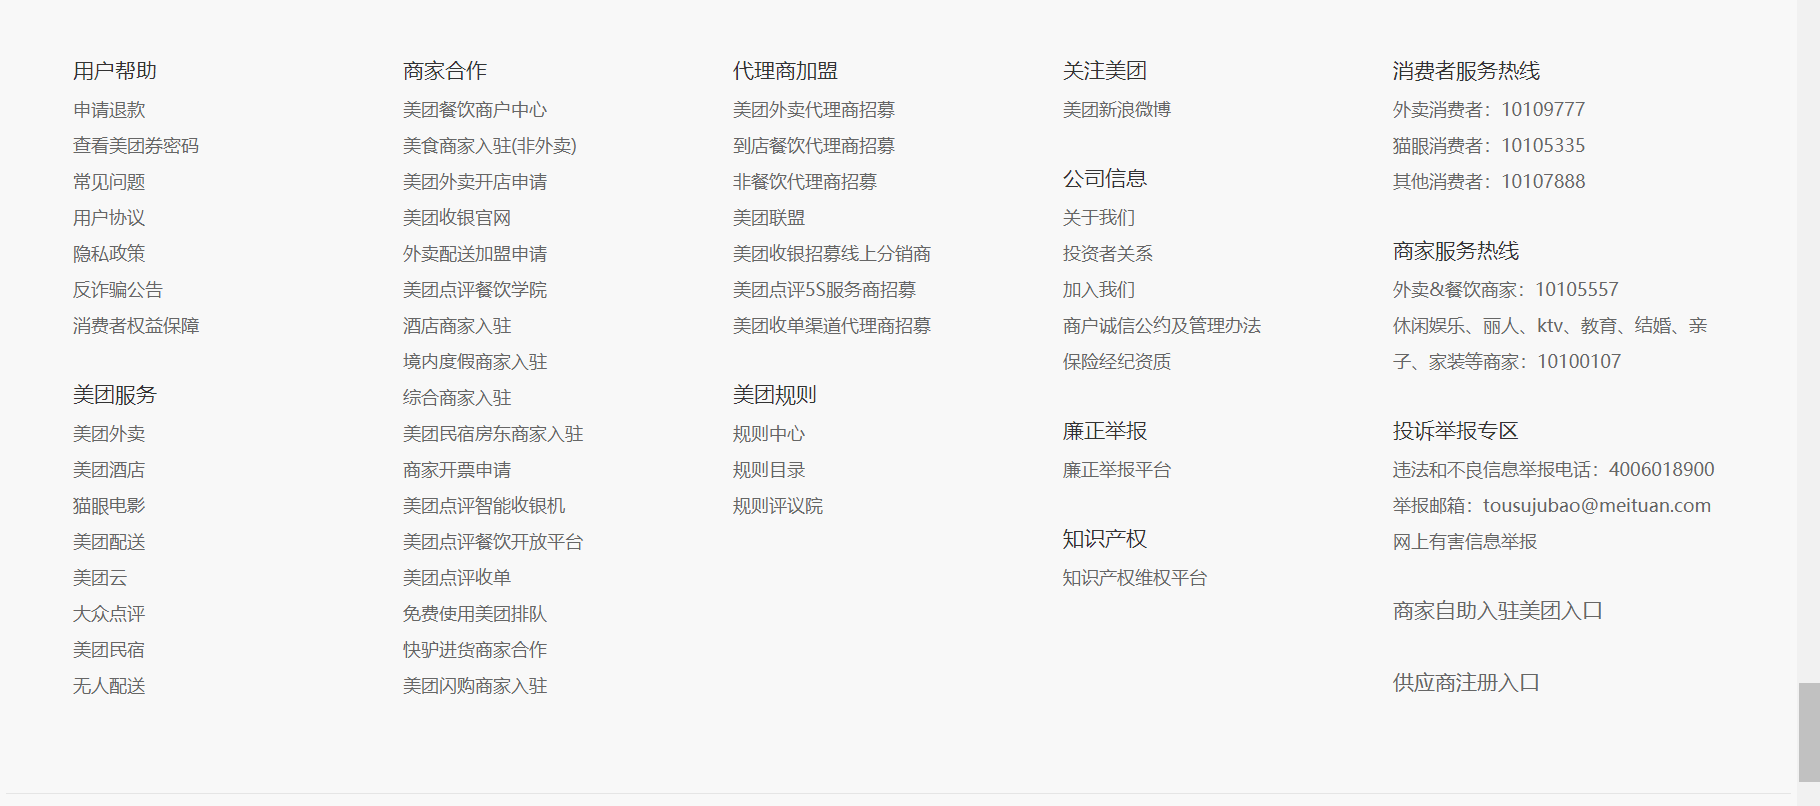 用户帮助
申请退款
查看美团券密码
常见问题
用户协议
隐私政策
反诈骗公告
消费者权益保障
美团服务
美团外卖
美团酒店
猫眼电影
美团配送
美团云
大众点评
美团民宿
无人配送
商家合作
美团餐饮商户中心
美食商家入驻(非外卖)
美团外卖开店申请
美团收银官网
外卖配送加盟申请
美团点评餐饮学院
酒店商家入驻
境内度假商家入驻
综合商家入驻
美团民宿房东商家入驻
商家开票申请
美团点评智能收银机
美团点评餐饮开放平台
美团点评收单
免费使用美团排队
快驴进货商家合作
美团闪购商家入驻
代理商加盟
美团外卖代理商招募
到店餐饮代理商招募
非餐饮代理商招募
美团联盟
美团收银招募线上分销商
美团点评5S服务商招募
美团收单渠道代理商招募
美团规则
规则中心
规则目录
规则评议院
关注美团
美团新浪微博
公司信息
关于我们
投资者关系
加入我们
商户诚信公约及管理办法
保险经纪资质
廉正举报
廉正举报平台
知识产权
知识产权维权平台
消费者服务热线
外卖消费者：10109777
猫眼消费者：10105335
其他消费者：10107888
商家服务热线
外卖&餐饮商家：10105557
休闲娱乐、丽人、ktv、教育、结婚、亲
子、家装等商家：10100107
投诉举报专区
违法和不良信息举报电话：4006018900
举报邮箱：tousujubao@meituan.com
网上有害信息举报
商家自助入驻美团入口
供应商注册入口